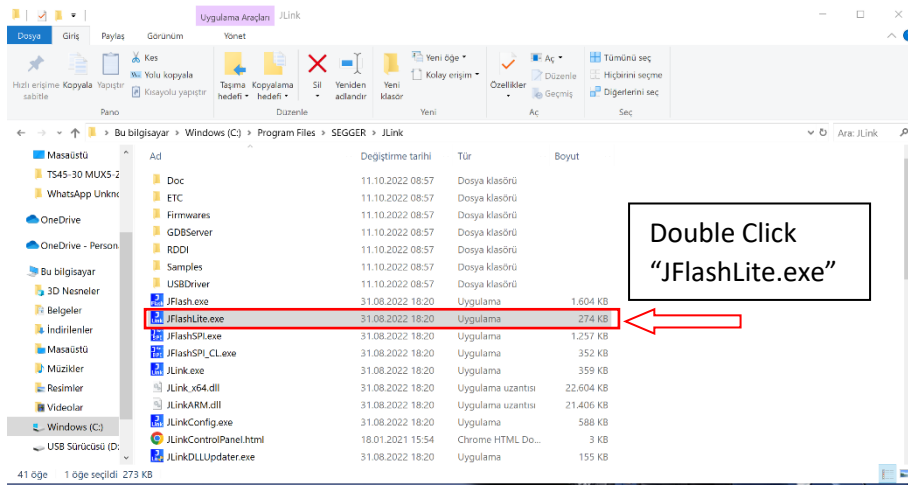 Uygulama Araçları JLink
Dosya Giriş Paylaş Görünüm Yönet
Hızlı erişime sabitle
Kopyala
Yapıştır
Kes
Yolu kopyala
Kısayolu yapıştır
Pano
Taşıma hedefi
Kopyalama hedefi
Sil
Yeniden adlandır
Düzenle
Yeni klasör
Yeni öğe
Kolay erişim
Yeni
Özellikler
Aç
Düzenle
Geçmiş
Aç
Tümünü seç
Hiçbirini seçme
Diğerlerini seç
Seç
Bu bilgisayar > Windows (C:) > Program Files > SEGGER > JLink
Ara: JLink
Masaüstü
TS45-30 MUX5-2
WhatsApp Unknc
OneDrive
OneDrive - Person
Bu bilgisayar
3D Nesneler
Belgeler
İndirilenler
Masaüstü
Müzikler
Resimler
Videolar
Windows (C:)
USB Sürücüsü (D:
Ad Değiştirme tarihi Tür Boyut
Doc 11.10.2022 08:57 Dosya klasörü
ETC 11.10.2022 08:57 Dosya klasörü
Firmwares 11.10.2022 08:57 Dosya klasörü
GDBServer 11.10.2022 08:57 Dosya klasörü
RDDI 11.10.2022 08:57 Dosya klasörü
Samples 11.10.2022 08:57 Dosya klasörü
USBDriver 11.10.2022 08:57 Dosya klasörü
JFlash.exe 31.08.2022 18:20 Uygulama 1.604 KB
JFlashLite.exe 31.08.2022 18:20 Uygulama 274 KB
JFlashSPI.exe 31.08.2022 18:20 Uygulama 1.257 KB
JFlashSPI_CL.exe 31.08.2022 18:20 Uygulama 352 KB
JLink.exe 31.08.2022 18:20 Uygulama 359 KB
JLink_x64.dll 31.08.2022 18:20 Uygulama uzantısı 22.604 KB
JLinkARM.dll 31.08.2022 18:20 Uygulama uzantısı 21.406 KB
JLinkConfig.exe 31.08.2022 18:20 Uygulama 588 KB
JLinkControlPanel.html 18.01.2021 15:54 Chrome HTML Do... 3 KB
JLinkDLLUpdater.exe 31.08.2022 18:20 Uygulama 155 KB
Double Click
“JFlashLite.exe”
41 öğe 1 öğe seçildi 273 KB